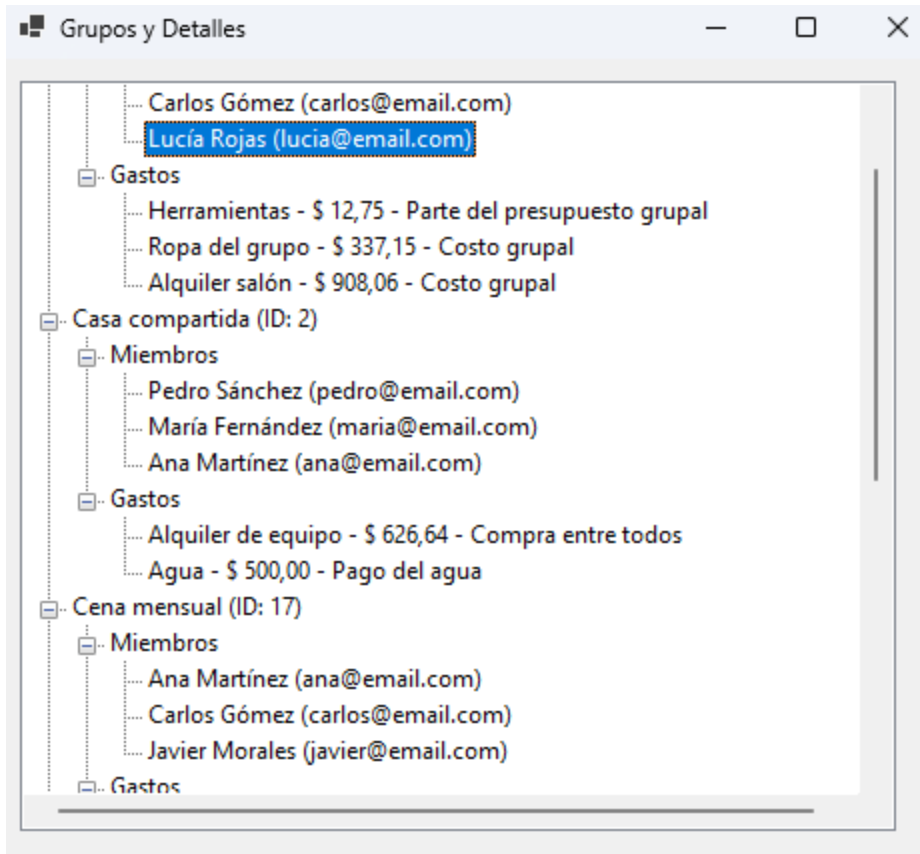 Grupos y Detalles
Carlos Gómez (carlos@email.com)
Lucía Rojas (lucia@email.com)
Gastos
Herramientas - $ 12,75 - Parte del presupuesto grupal
Ropa del grupo - $ 337,15 - Costo grupal
Alquiler salón - $ 908,06 - Costo grupal
Casa compartida (ID: 2)
Miembros
Pedro Sánchez (pedro@email.com)
María Fernández (maria@email.com)
Ana Martínez (ana@email.com)
Gastos
Alquiler de equipo - $ 626,64 - Compra entre todos
Agua - $ 500,00 - Pago del agua
Cena mensual (ID: 17)
Miembros
Ana Martínez (ana@email.com)
Carlos Gómez (carlos@email.com)
Javier Morales (javier@email.com)
Gastos